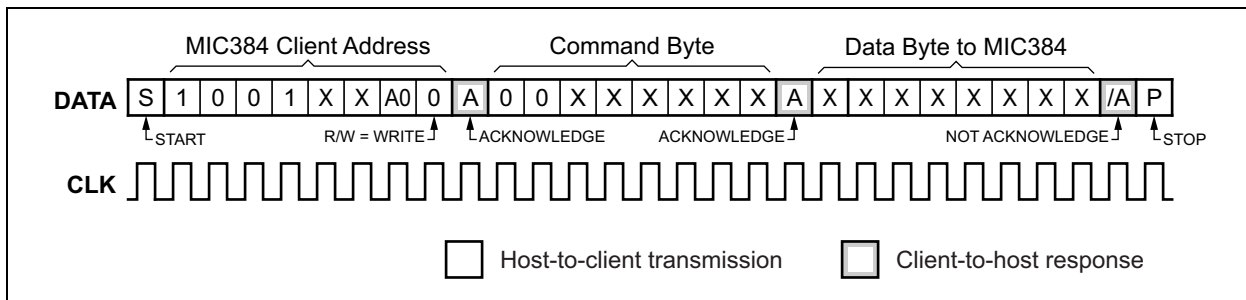 MIC384 Client Address Command Byte Data Byte to MIC384
DATA S 1 0 0 1 X X A0 0 A 0 0 X X X X X X A X X X X X X X X /A P
START R/W = WRITE ACKNOWLEDGE ACKNOWLEDGE NOT ACKNOWLEDGE STOP
CLK
Host-to-client transmission Client-to-host response